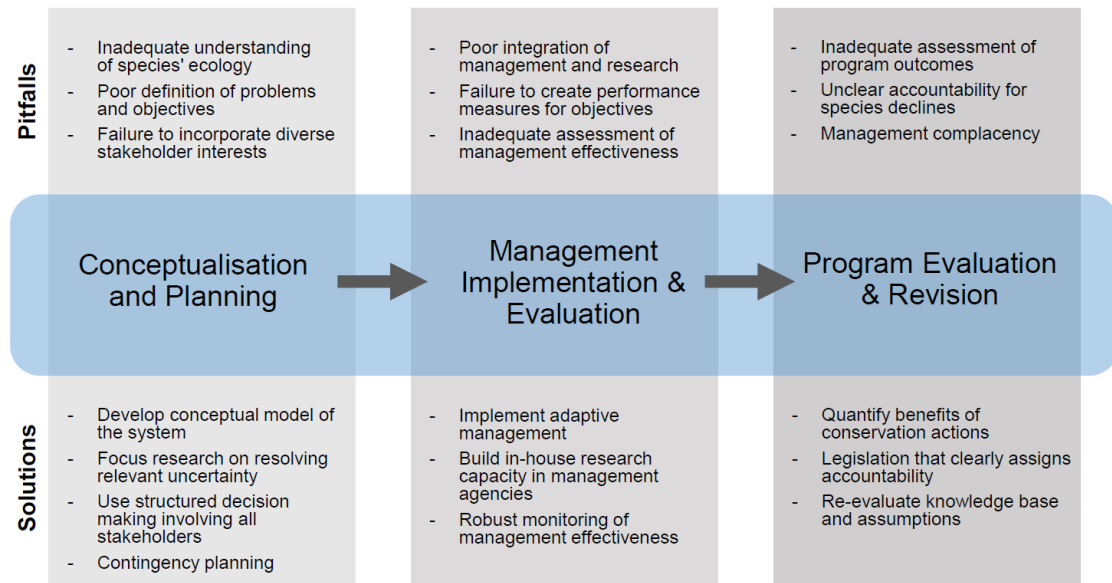 Pitfalls
- Inadequate understanding
of species' ecology
- Poor definition of problems
and objectives
- Failure to incorporate diverse
stakeholder interests
- Poor integration of
management and research
- Failure to create performance
measures for objectives
- Inadequate assessment of
management effectiveness
- Inadequate assessment of
program outcomes
- Unclear accountability for
species declines
- Management complacency
Conceptualisation
and Planning
Management
Implementation &
Evaluation
Program Evaluation
& Revision
Solutions
- Develop conceptual model of
the system
- Focus research on resolving
relevant uncertainty
- Use structured decision
making involving all
stakeholders
- Contingency planning
- Implement adaptive
management
- Build in-house research
capacity in management
agencies
- Robust monitoring of
management effectiveness
- Quantify benefits of
conservation actions
- Legislation that clearly assigns
accountability
- Re-evaluate knowledge base
and assumptions